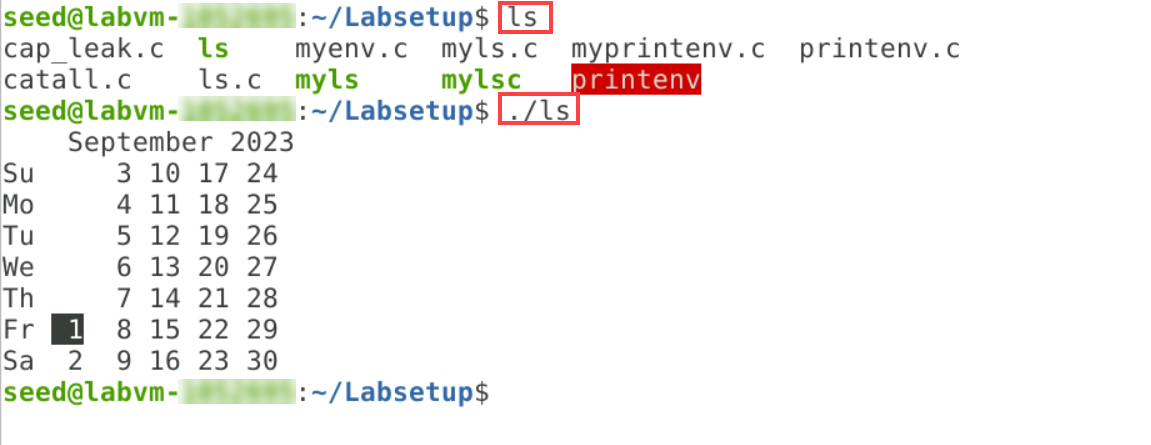 seed@labvm- :~/Labsetup$ ls
cap_leak.c ls myenv.c myls.c myprintenv.c printenv.c
catall.c ls.c myls mylsc printenv
seed@labvm- :~/Labsetup$ ./ls
September 2023
Su 3 10 17 24
Mo 4 11 18 25
Tu 5 12 19 26
We 6 13 20 27
Th 7 14 21 28
Fr 1 8 15 22 29
Sa 2 9 16 23 30
seed@labvm- :~/Labsetup$